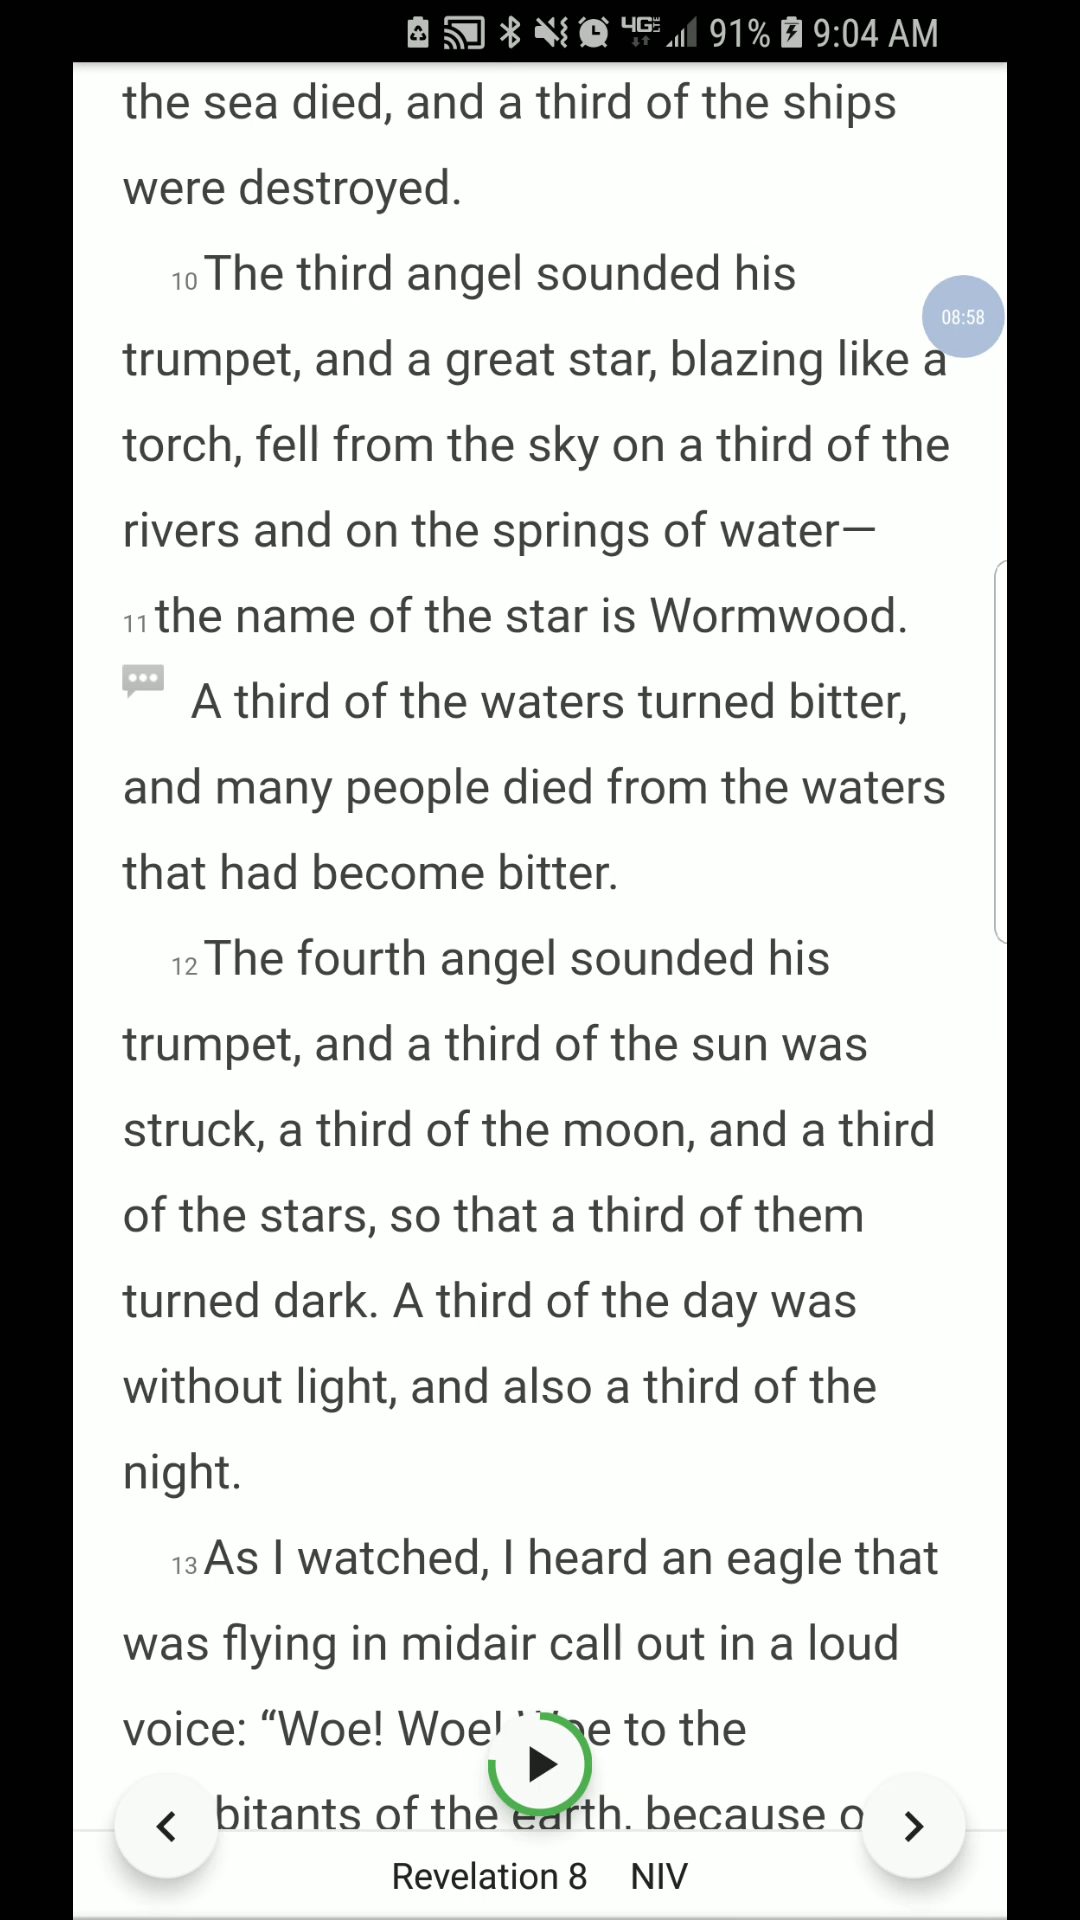 4G LTE 91% 9:04 AM
the sea died, and a third of the ships
were destroyed.
10 The third angel sounded his
08:58
trumpet, and a great star, blazing like a
torch, fell from the sky on a third of the
rivers and on the springs of water—
11 the name of the star is Wormwood.
A third of the waters turned bitter,
and many people died from the waters
that had become bitter.
12 The fourth angel sounded his
trumpet, and a third of the sun was
struck, a third of the moon, and a third
of the stars, so that a third of them
turned dark. A third of the day was
without light, and also a third of the
night.
13 As I watched, I heard an eagle that
was flying in midair call out in a loud
voice: “Woe! Woe! Woe to the
bitants of the earth, because o
Revelation 8 NIV